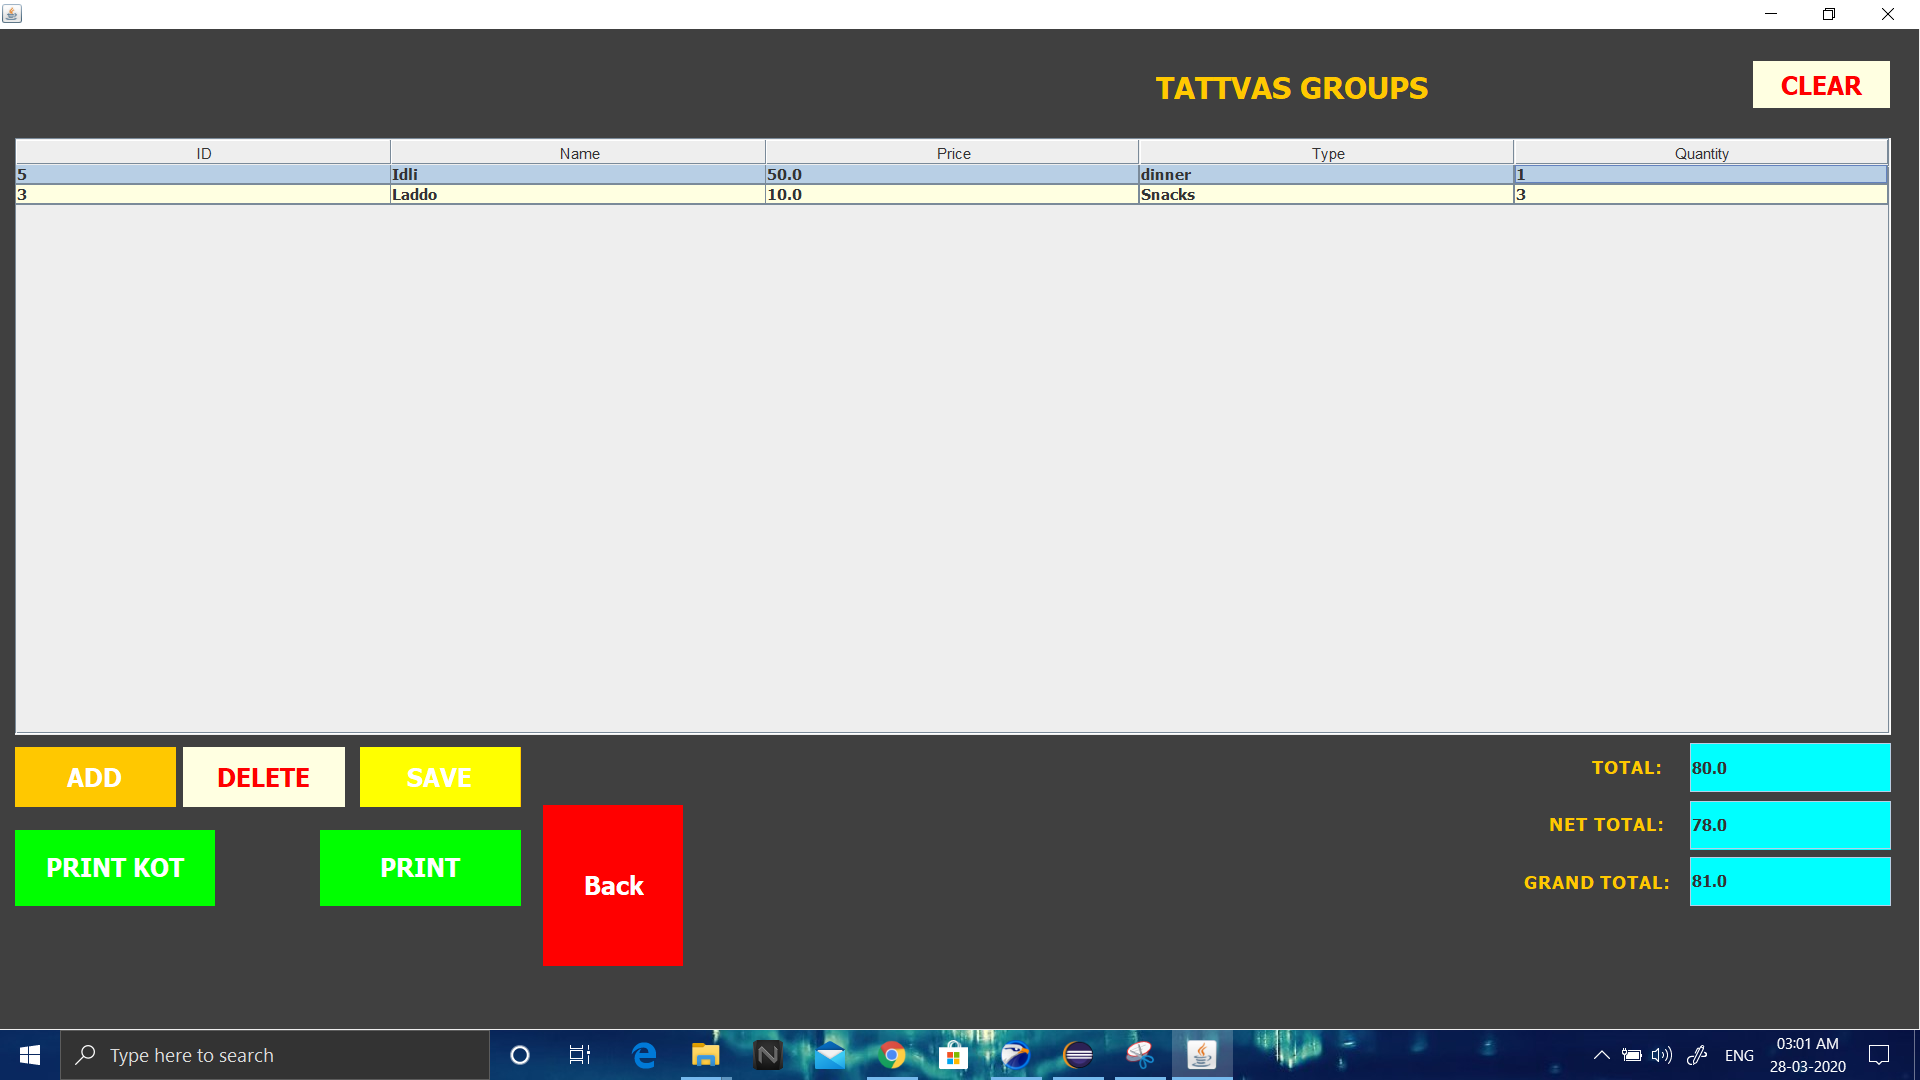 TATTVAS GROUPS
CLEAR
ID Name Price Type Quantity
5 Idli 50.0 dinner 1
3 Laddo 10.0 Snacks 3
ADD DELETE SAVE
TOTAL: 80.0
NET TOTAL: 78.0
PRINT KOT PRINT Back
GRAND TOTAL: 81.0
Type here to search
N
ENG
03:01 AM
28-03-2020